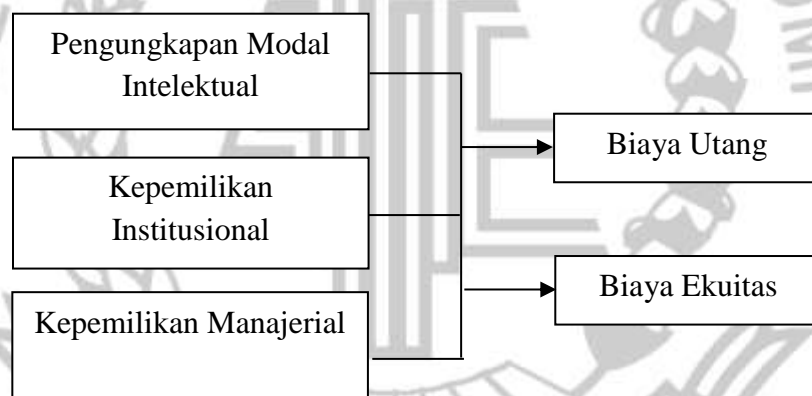 Pengungkapan Modal
Intelektual
Biaya Utang
Kepemilikan
Institusional
Biaya Ekuitas
Kepemilikan Manajerial